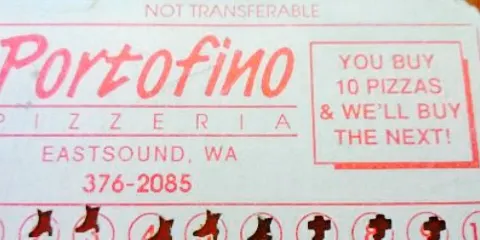 NOT TRANSFERABLE
Portofino
PIZZERIA
EASTSOUND, WA
376-2085
YOU BUY
10 PIZZAS
& WE'LL BUY
THE NEXT!